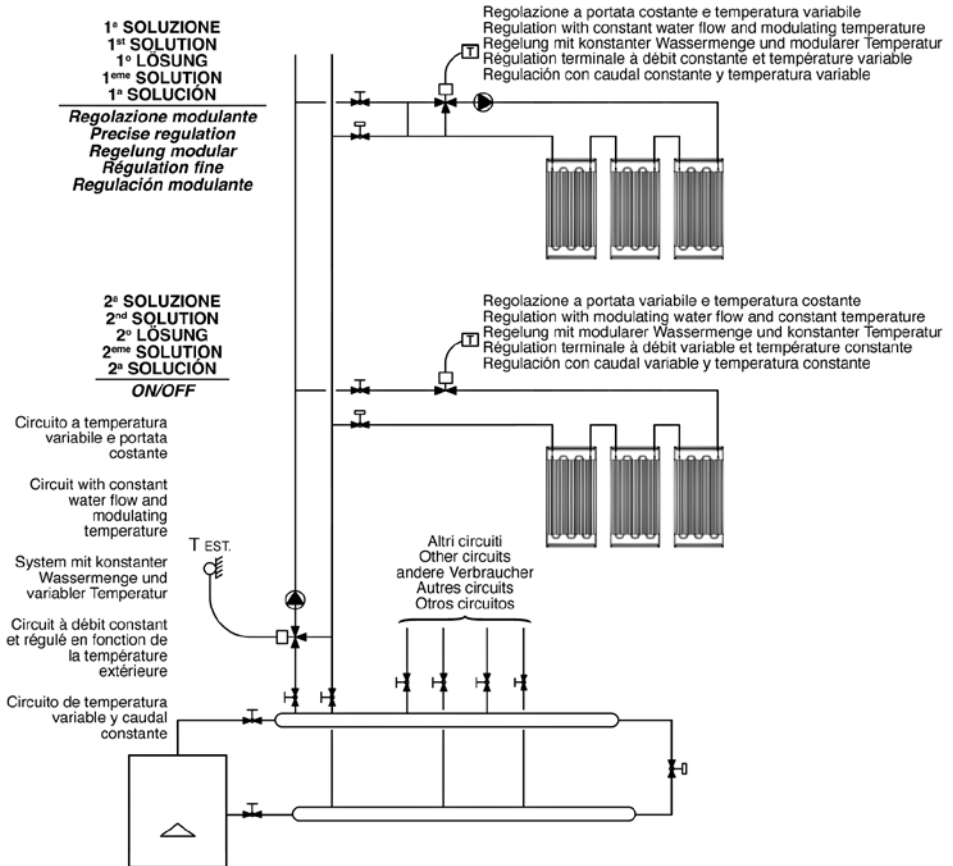 1ª SOLUZIONE
1st SOLUTION
1º LÖSUNG
1eme SOLUTION
1ª SOLUCIÓN
Regolazione modulante
Precise regulation
Regelung modular
Régulation fine
Regulación modulante
Regolazione a portata costante e temperatura variabile
Regulation with constant water flow and modulating temperature
Regelung mit konstanter Wassermenge und modularer Temperatur
Régulation terminale à débit constante et température variable
Regulación con caudal constante y temperatura variable
T
2ª SOLUZIONE
2nd SOLUTION
2º LÖSUNG
2eme SOLUTION
2ª SOLUCIÓN
ON/OFF
Regolazione a portata variabile e temperatura costante
Regulation with modulating water flow and constant temperature
Regelung mit modularer Wassermenge und konstanter Temperatur
Régulation terminale à débit variable et température constante
Regulación con caudal variable y temperatura constante
T
Circuito a temperatura
variabile e portata
costante
Circuit with constant
water flow and
modulating
temperature
System mit konstanter
Wassermenge und
variabler Temperatur
Circuit à débit constant
et régulé en fonction de
la température
extérieure
Circuito de temperatura
variable y caudal
constante
T EST.
Altri circuiti
Other circuits
andere Verbraucher
Autres circuits
Otros circuitos